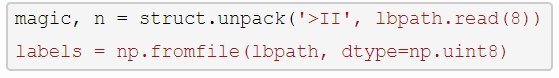 magic, n = struct.unpack('>II', lbpath.read(8))
labels = np.fromfile(lbpath, dtype=np.uint8)